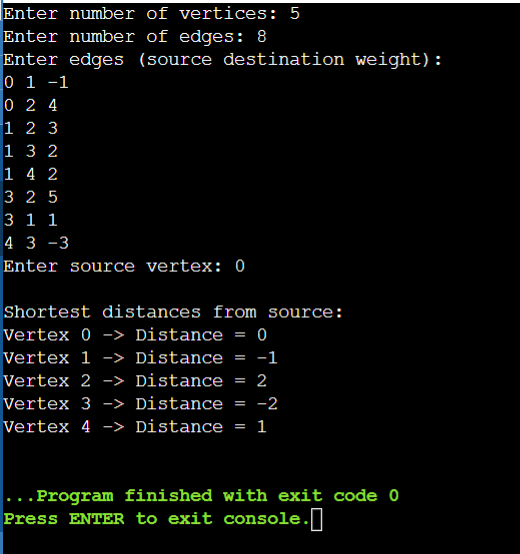 Enter number of vertices: 5
Enter number of edges: 8
Enter edges (source destination weight):
0 1 -1
0 2 4
1 2 3
1 3 2
1 4 2
3 2 5
3 1 1
4 3 -3
Enter source vertex: 0
Shortest distances from source:
Vertex 0 -> Distance = 0
Vertex 1 -> Distance = -1
Vertex 2 -> Distance = 2
Vertex 3 -> Distance = -2
Vertex 4 -> Distance = 1
...Program finished with exit code 0
Press ENTER to exit console.